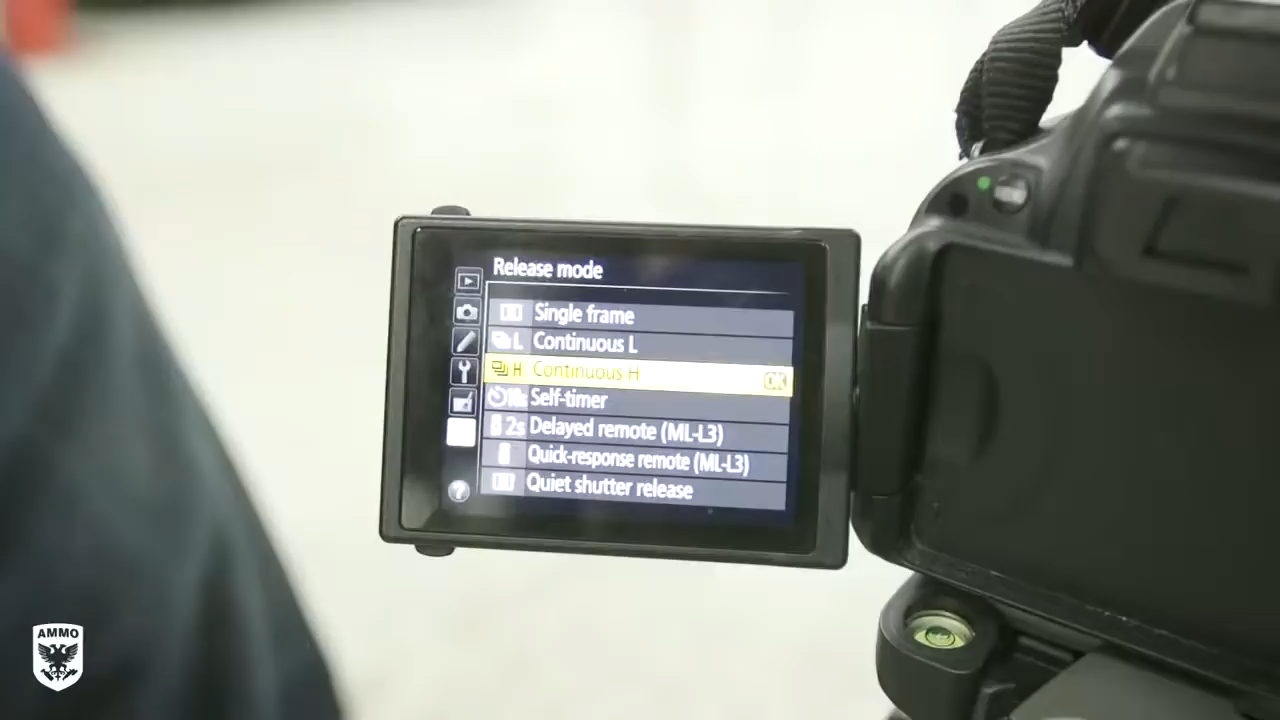 Release mode
Single frame
L Continuous L
H Continuous H OK
Self-timer
2s Delayed remote (ML-L3)
Quick-response remote (ML-L3)
Quiet shutter release
?
AMMO